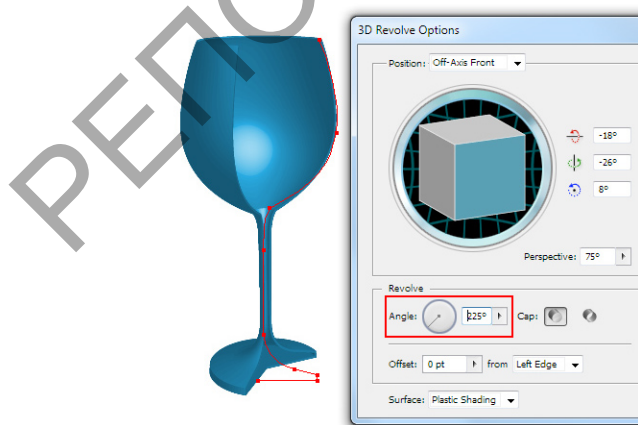 РЕПО
3D Revolve Options
Position: Off-Axis Front
-18°
-26°
8°
Perspective: 75°
Revolve
Angle: 225° Cap:
Offset: 0 pt from Left Edge
Surface: Plastic Shading